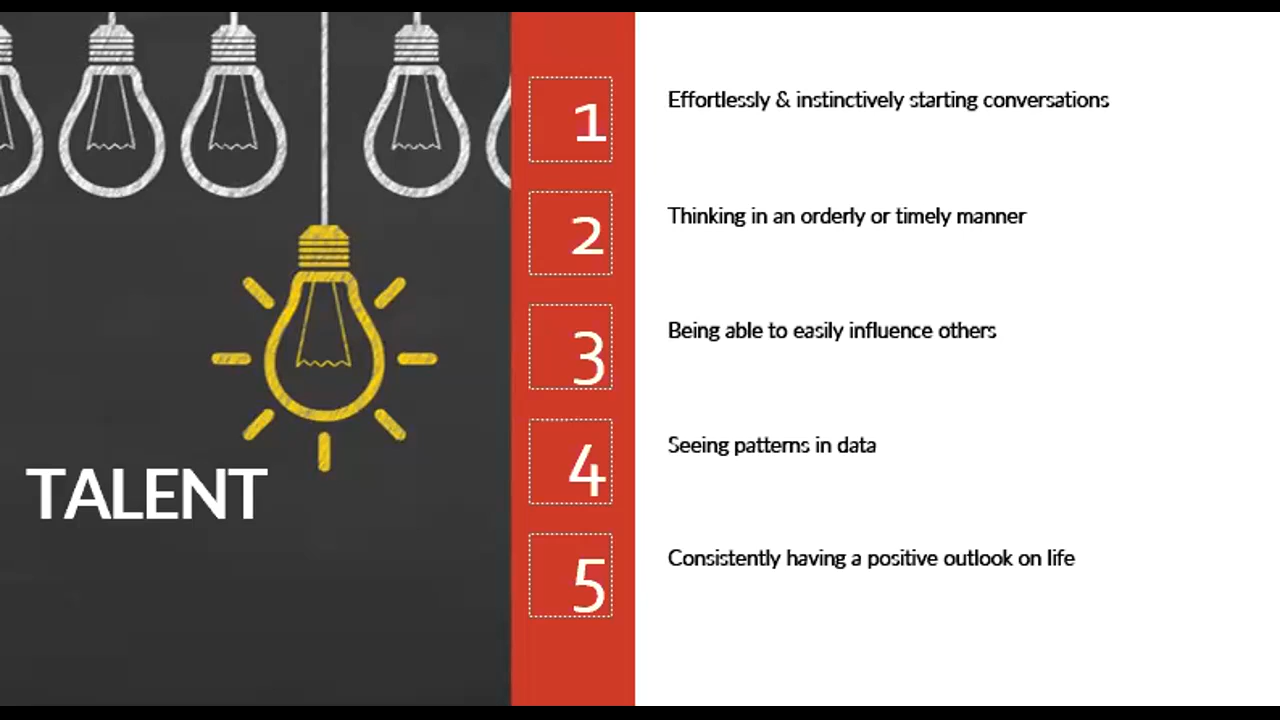 TALENT
1
Effortlessly & instinctively starting conversations
2
Thinking in an orderly or timely manner
3
Being able to easily influence others
4
Seeing patterns in data
5
Consistently having a positive outlook on life